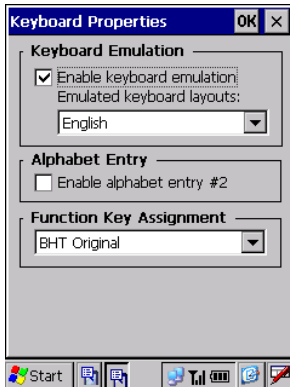 Keyboard Properties OK ×
Keyboard Emulation
Enable keyboard emulation
Emulated keyboard layouts:
English
Alphabet Entry
Enable alphabet entry #2
Function Key Assignment
BHT Original
Start